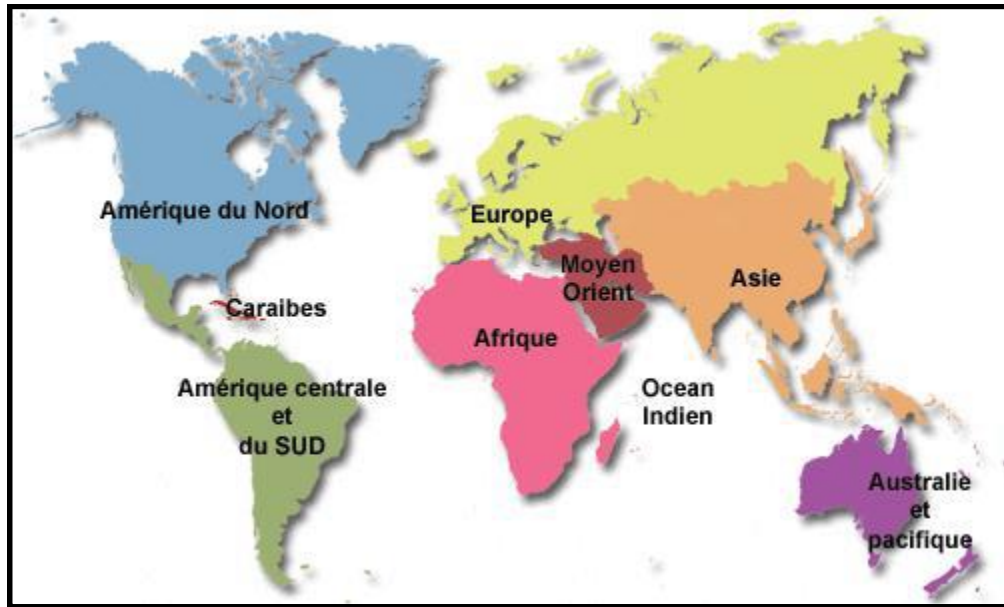 Amérique du Nord
Europe
Moyen
Orient
Asie
Caraibes
Afrique
Amérique centrale
et
du SUD
Ocean
Indien
Australie
et
pacifique